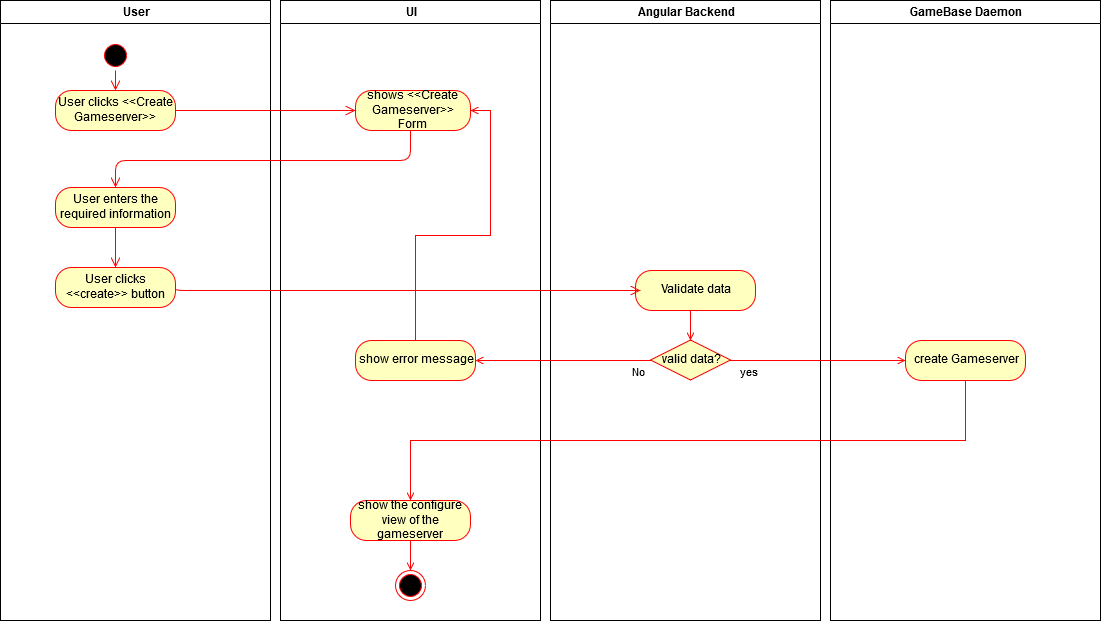 User
UI
Angular Backend
GameBase Daemon
User clicks <<Create
Gameserver>>
shows <<Create
Gameserver>>
Form
User enters the
required information
User clicks
<<create>> button
Validate data
show error message
valid data?
create Gameserver
No
yes
show the configure
view of the
gameserver